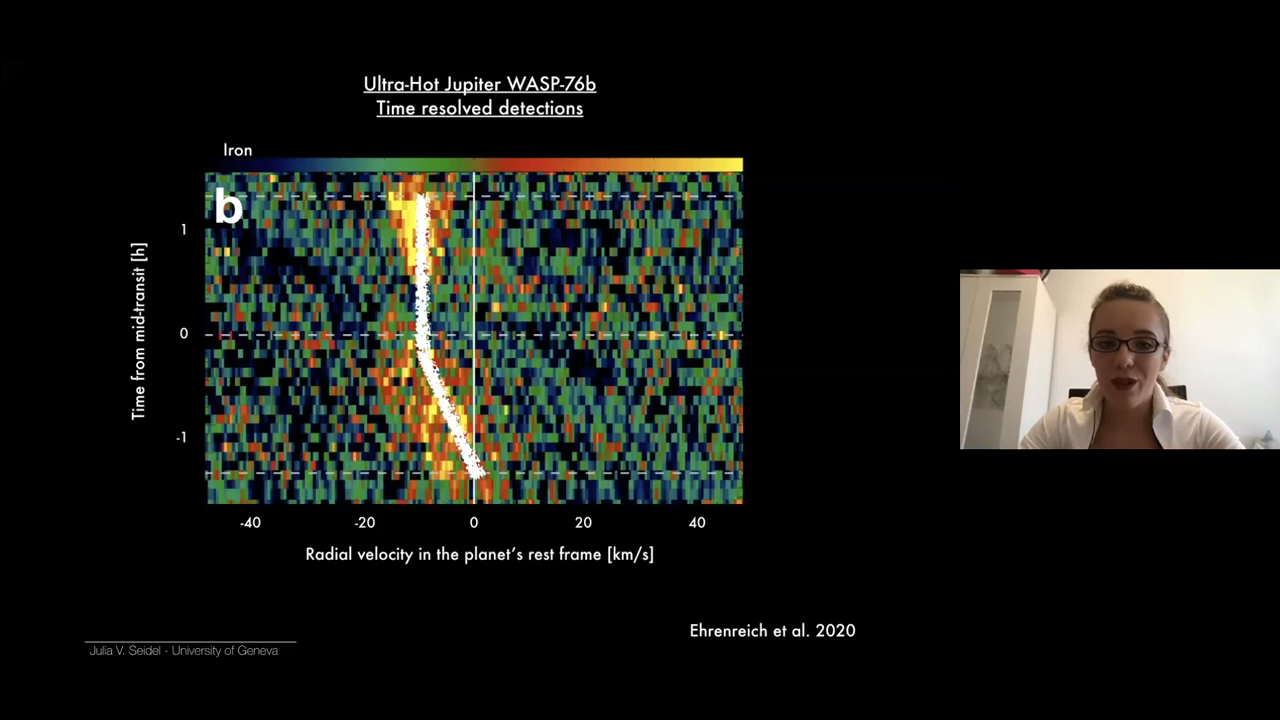 Ultra-Hot Jupiter WASP-76b
Time resolved detections
Iron
b
Time from mid-transit [h]
1
0
-1
-40
-20
0
20
40
Radial velocity in the planet's rest frame [km/s]
Ehrenreich et al. 2020
Julia V. Seidel - University of Geneva